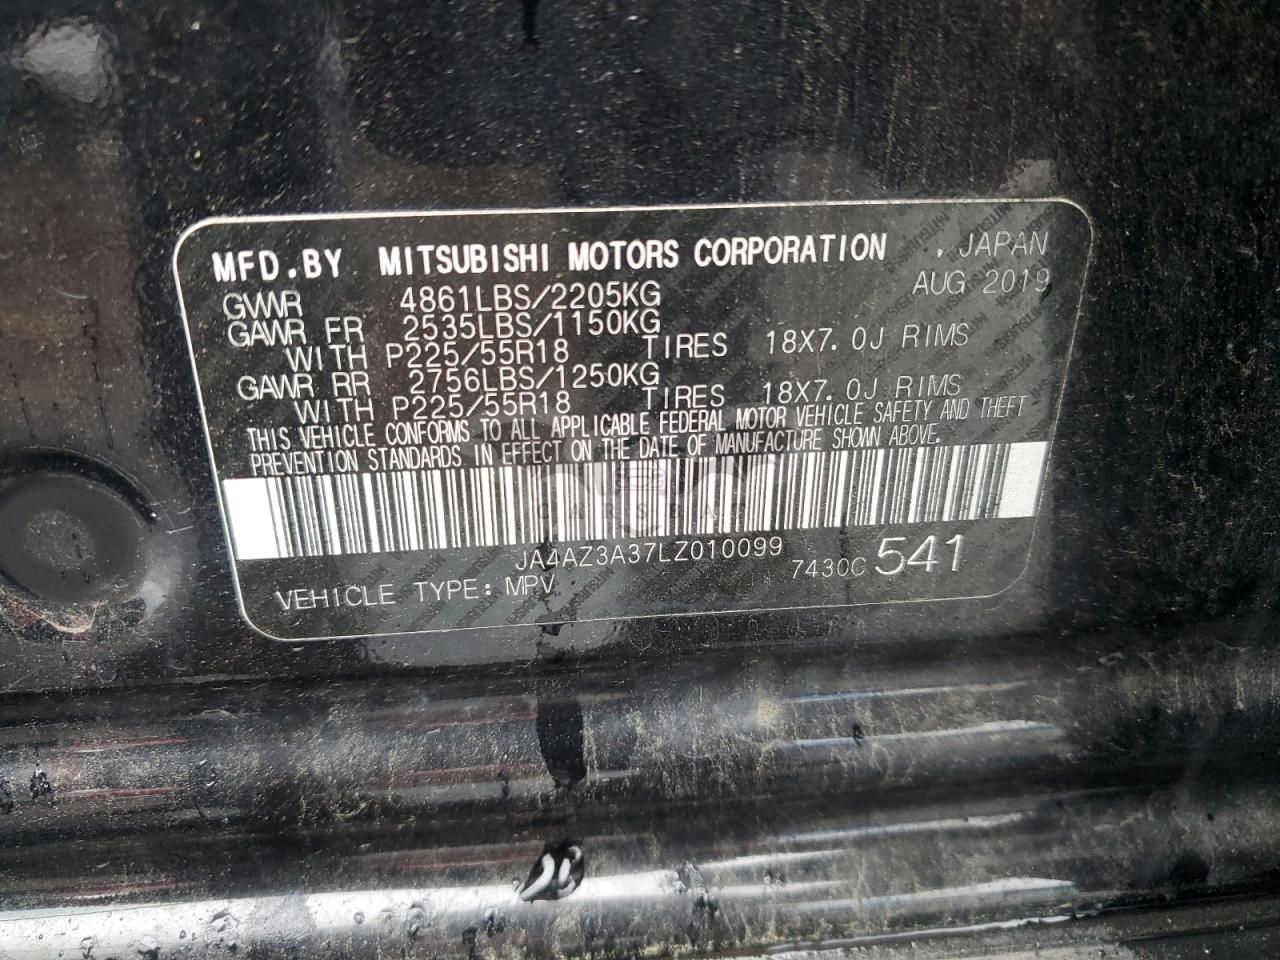 MFD.BY MITSUBISHI MOTORS CORPORATION . JAPAN
GVWR 4861LBS/2205KG AUG 2019
GAWR FR 2535LBS/1150KG
WITH P225/55R18 TIRES 18X7.0J RIMS
GAWR RR 2756LBS/1250KG
WITH P225/55R18 TIRES 18X7.0J RIMS
THIS VEHICLE CONFORMS TO ALL APPLICABLE FEDERAL MOTOR VEHICLE SAFETY AND THEFT
PREVENTION STANDARDS IN EFFECT ON THE DATE OF MANUFACTURE SHOWN ABOVE.
JA4AZ3A37LZ010099
7430C 541
VEHICLE TYPE: MPV